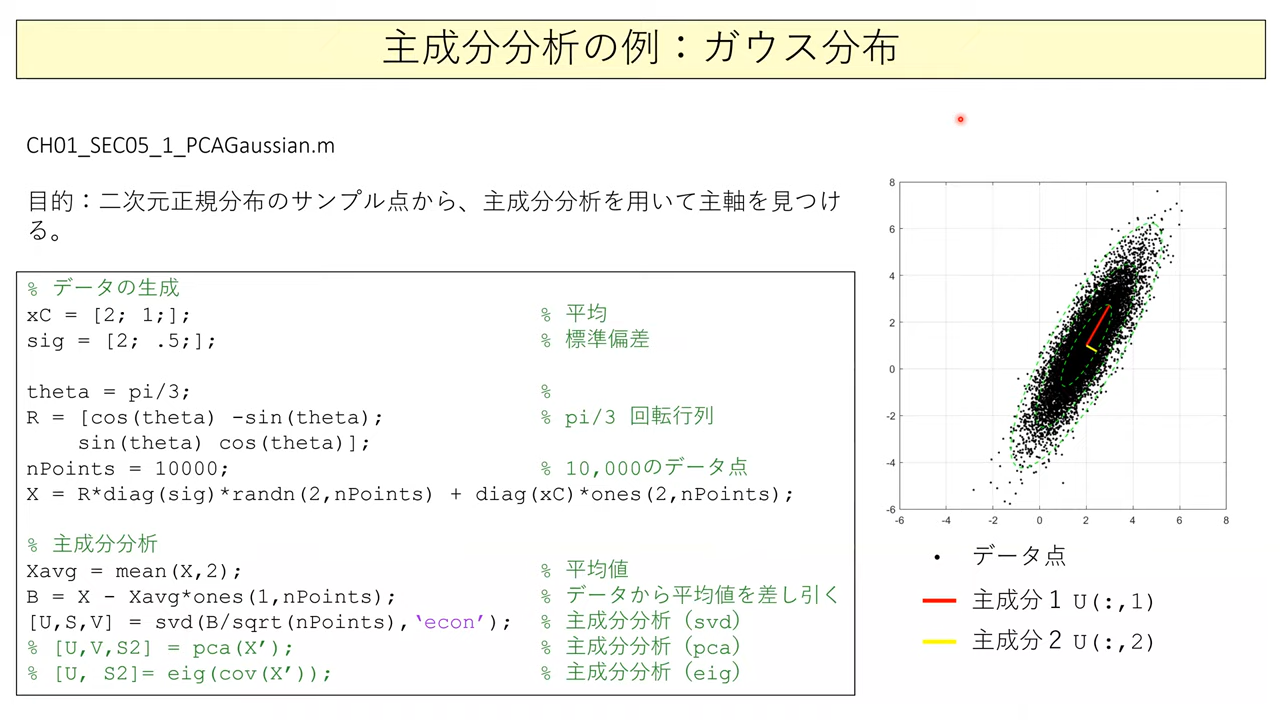 主成分分析の例：ガウス分布
CH01_SEC05_1_PCAGaussian.m
目的：二次元正規分布のサンプル点から、主成分分析を用いて主軸を見つけ
る。
% データの生成
xC = [2; 1;]; % 平均
sig = [2; .5;]; % 標準偏差
theta = pi/3; %
R = [cos(theta) -sin(theta); % pi/3 回転行列
sin(theta) cos(theta)];
nPoints = 10000; % 10,000のデータ点
X = R*diag(sig)*randn(2,nPoints) + diag(xC)*ones(2,nPoints);
% 主成分分析
Xavg = mean(X,2); % 平均値
B = X - Xavg*ones(1,nPoints); % データから平均値を差し引く
[U,S,V] = svd(B/sqrt(nPoints),‘econ’); % 主成分分析（svd）
% [U,V,S2] = pca(X’); % 主成分分析（pca）
% [U, S2]= eig(cov(X’)); % 主成分分析（eig）
8
6
4
2
0
-2
-4
-6
-6 -4 -2 0 2 4 6 8
• データ点
主成分１ U(:,1)
主成分２ U(:,2)